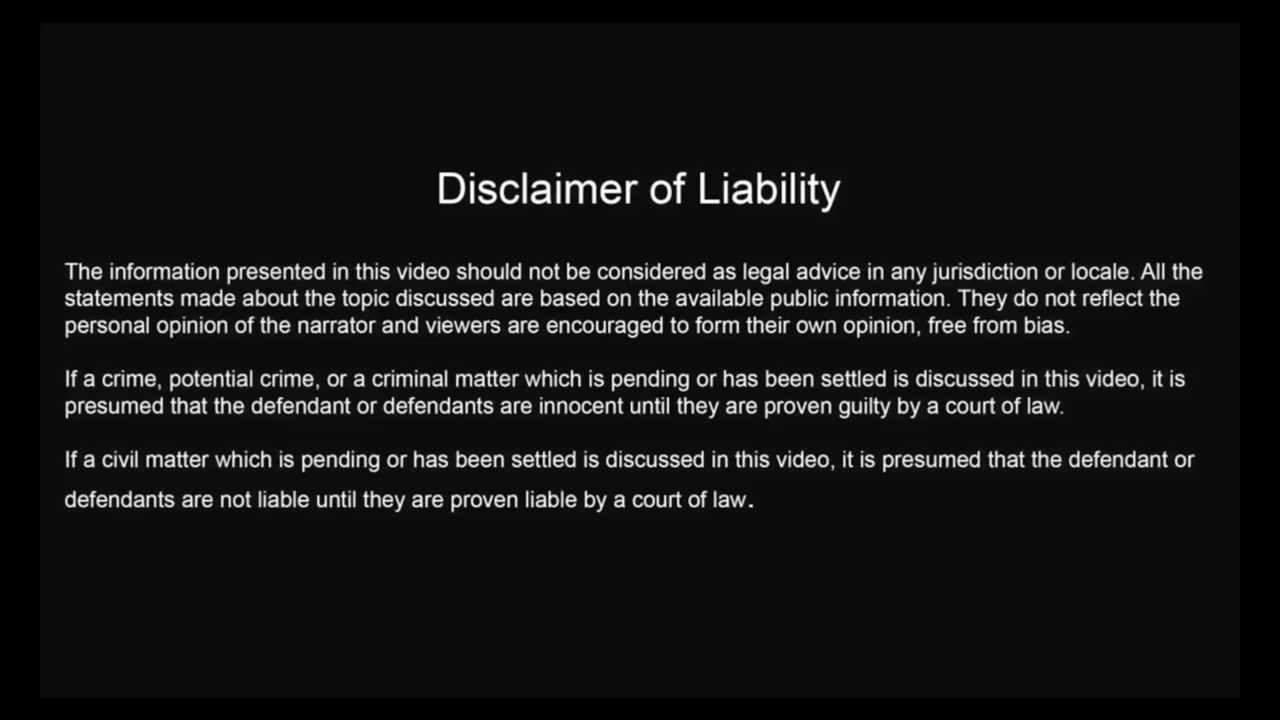 Disclaimer of Liability
The information presented in this video should not be considered as legal advice in any jurisdiction or locale. All the
statements made about the topic discussed are based on the available public information. They do not reflect the
personal opinion of the narrator and viewers are encouraged to form their own opinion, free from bias.
If a crime, potential crime, or a criminal matter which is pending or has been settled is discussed in this video, it is
presumed that the defendant or defendants are innocent until they are proven guilty by a court of law.
If a civil matter which is pending or has been settled is discussed in this video, it is presumed that the defendant or
defendants are not liable until they are proven liable by a court of law.